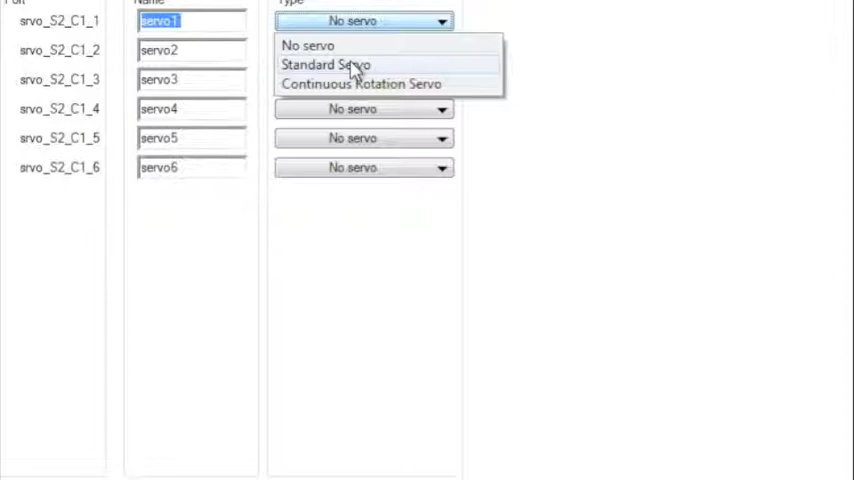 Port Name Type
srvo_S2_C1_1 servo1 No servo
No servo
srvo_S2_C1_2 servo2
Standard Servo
srvo_S2_C1_3 servo3
Continuous Rotation Servo
srvo_S2_C1_4 servo4 No servo
srvo_S2_C1_5 servo5 No servo
srvo_S2_C1_6 servo6 No servo